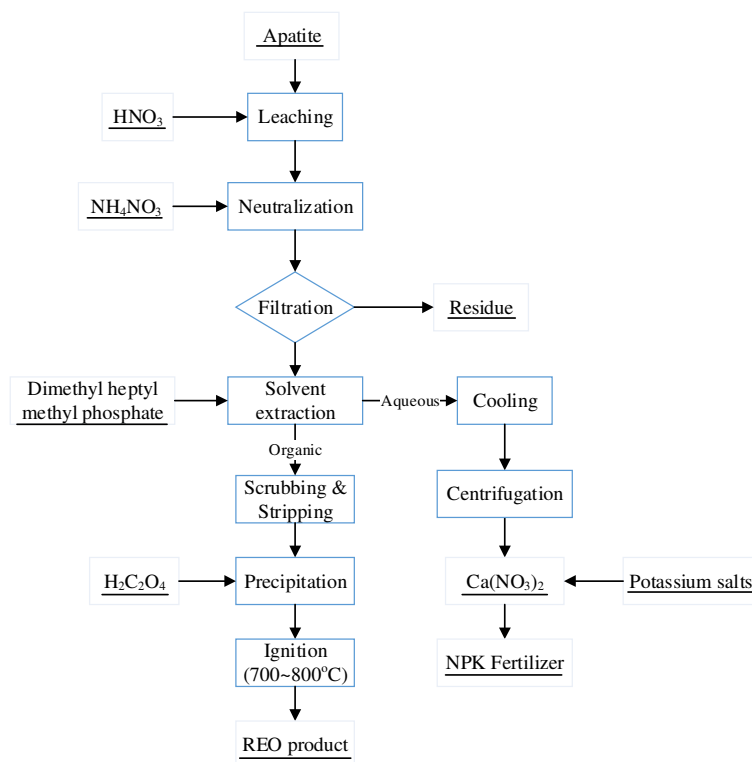 Apatite
HNO₃
Leaching
NH₄NO₃
Neutralization
Filtration
Residue
Dimethyl heptyl
methyl phosphate
Solvent
extraction
Aqueous
Cooling
Organic
Scrubbing &
Stripping
Centrifugation
H₂C₂O₄
Precipitation
Ca(NO₃)₂
Potassium salts
Ignition
(700~800°C)
NPK Fertilizer
REO product